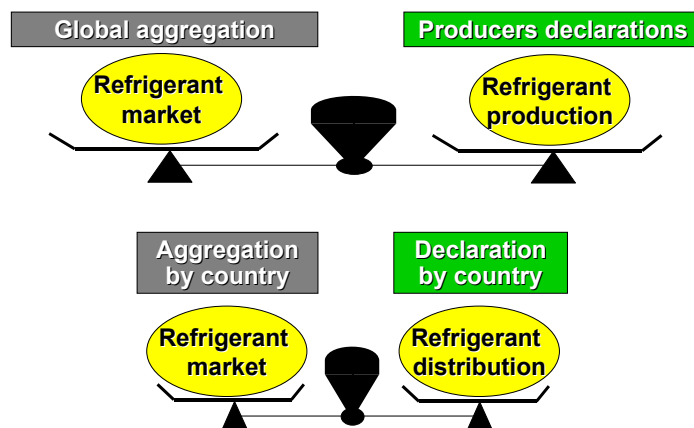 Global aggregation
Producers declarations
Refrigerant
market
Refrigerant
production
Aggregation
by country
Declaration
by country
Refrigerant
market
Refrigerant
distribution